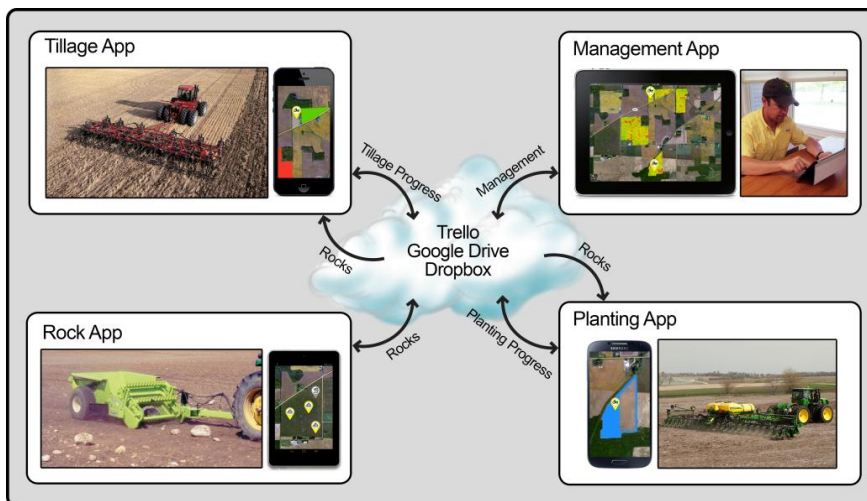 Tillage App
Management App
Tillage Progress
Management
Trello
Google Drive
Dropbox
Rocks
Rocks
Rock App
Rocks
Planting Progress
Planting App
SAMSUNG